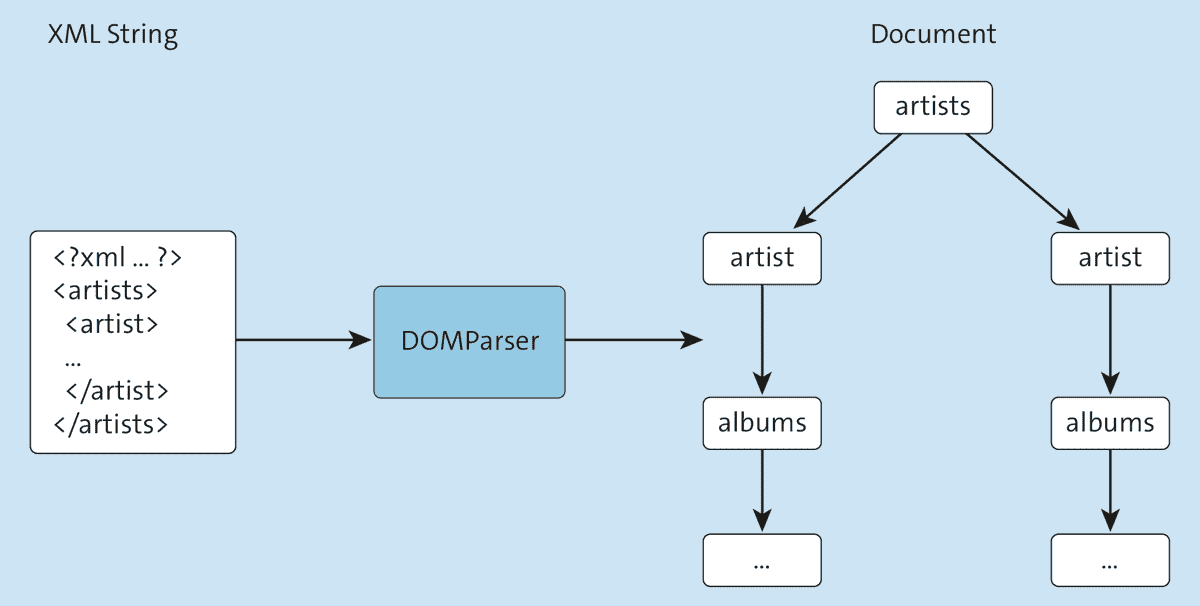 XML String
Document
<?xml ... ?>
<artists>
<artist>
...
</artist>
</artists>
DOMParser
artists
artist
artist
albums
albums
...
...